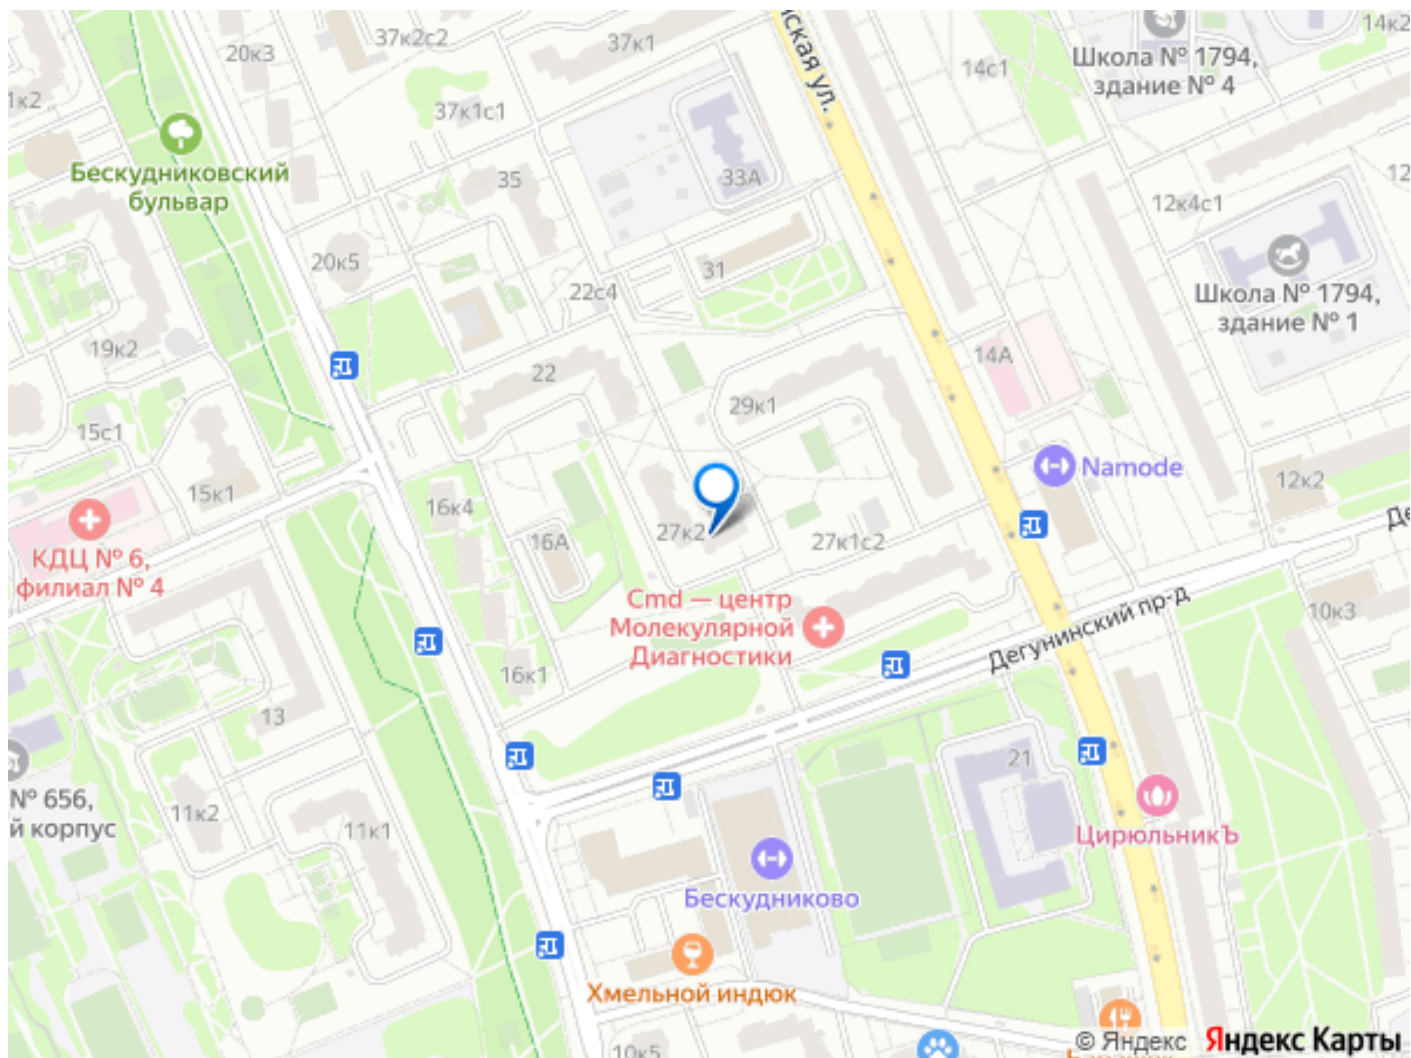 37к2с2
20к3
37к1
нская ул.
14с1
Школа № 1794,
здание № 4
14к2
1к2
37к1с1
Бескудниковский
бульвар
35
33А
12к4с1
12
20к5
31
22с4
Школа № 1794,
здание № 1
19к2
22
14А
29к1
15с1
Namode
15к1
16к4
12к2
27к2
16А
27к1с2
КДЦ № 6,
филиал № 4
Cmd — центр
Молекулярной
Диагностики
Дегунинский пр-д
10к3
16к1
13
21
№ 656,
й корпус
11к2
11к1
ЦирюльникЪ
Бескудниково
Хмельной индюк
10к5
© Яндекс Яндекс Карты